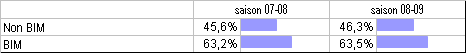 saison 07-08 saison 08-09
Non BIM 45,6% 46,3%
BIM 63,2% 63,5%